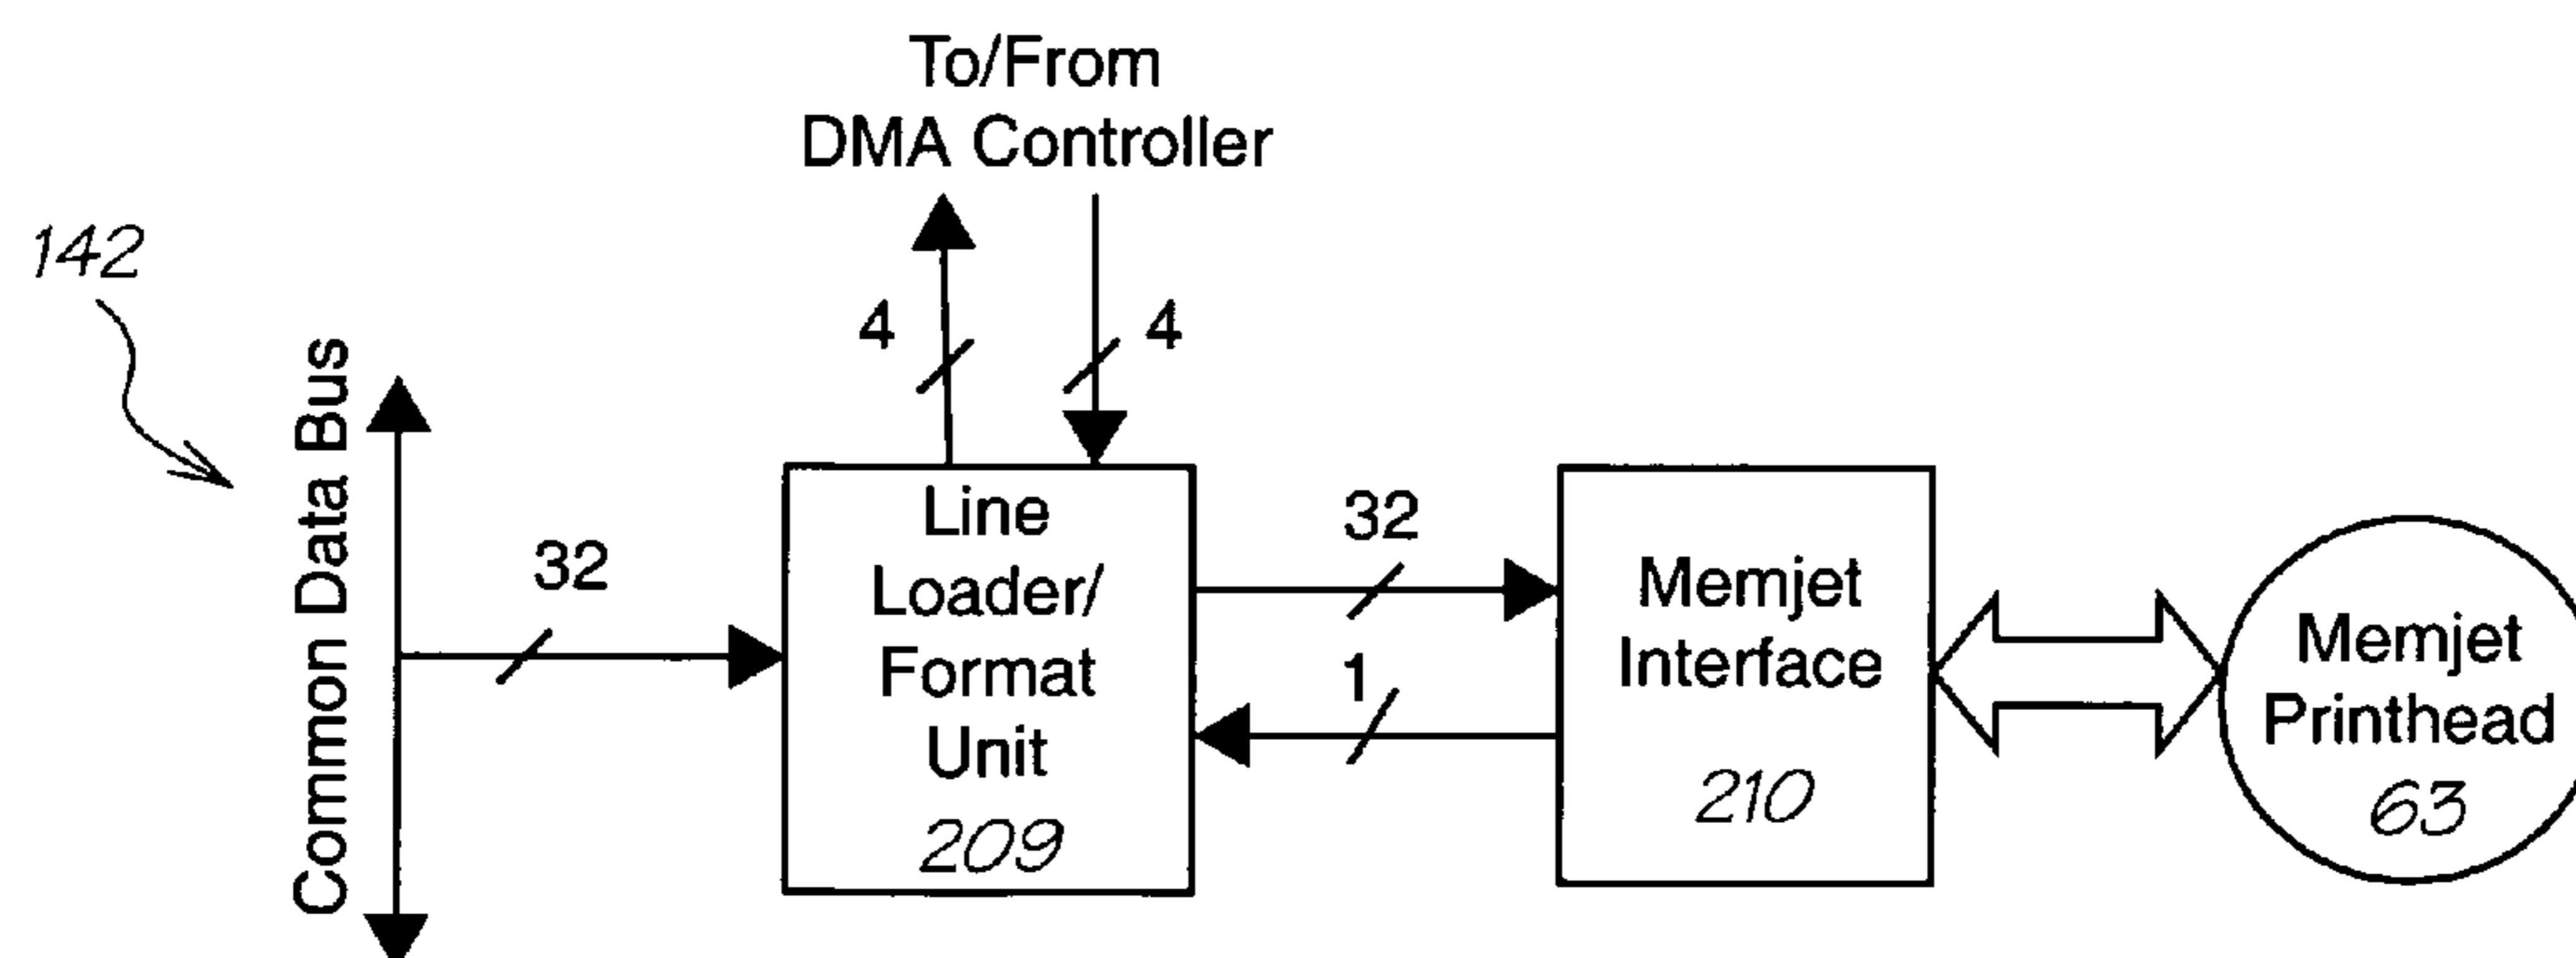 To/From
DMA Controller
142
4
4
Common Data Bus
32
Line
Loader/
Format
Unit
209
32
1
Memjet
Interface
210
Memjet
Printhead
63